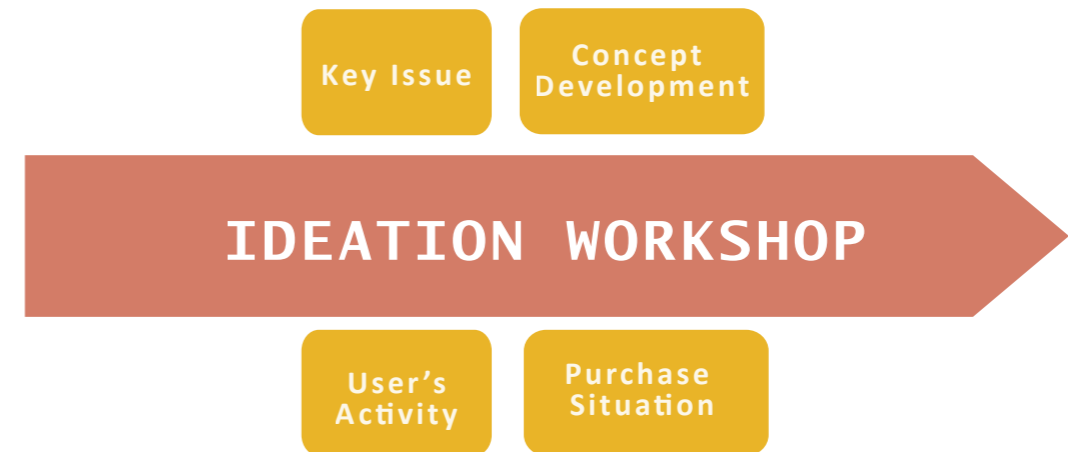 Key Issue
Concept
Development
IDEATION WORKSHOP
User’s
Activity
Purchase
Situation